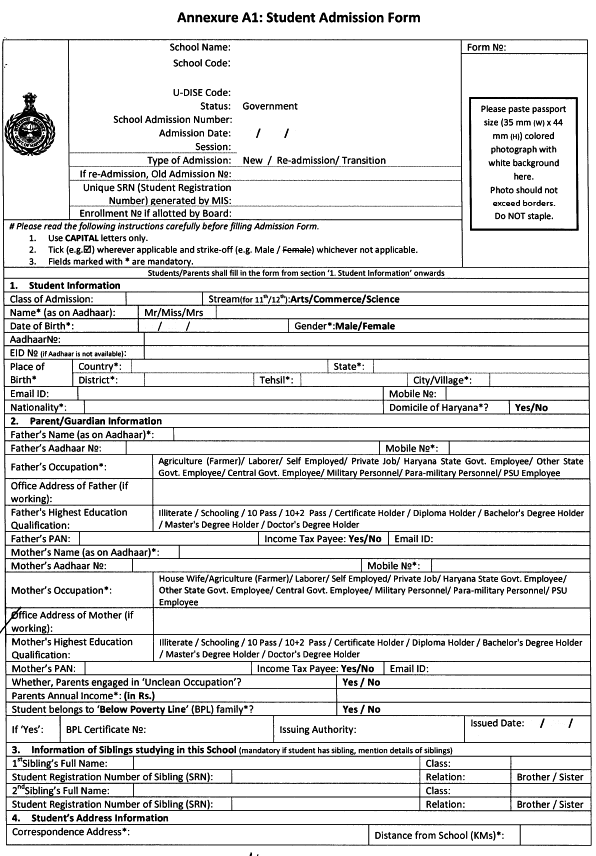 Annexure A1: Student Admission Form
School Name:
Form №:
School Code:
U-DISE Code:
Status: Government
School Admission Number:
Admission Date: / /
Session:
Type of Admission: New / Re-admission/ Transition
If re-Admission, Old Admission №:
Unique SRN (Student Registration
Number) generated by MIS:
Enrollment № if allotted by Board:
Please paste passport
size (35 mm (W) x 44
mm (H)) colored
photograph with
white background
here.
Photo should not
exceed borders.
Do NOT staple.
# Please read the following instructions carefully before filling Admission Form.
1. Use CAPITAL letters only.
2. Tick (e.g.☑) wherever applicable and strike-off (e.g. Male / Female) whichever not applicable.
3. Fields marked with * are mandatory.
Students/Parents shall fill in the form from section '1. Student Information' onwards
1. Student Information
Class of Admission: Stream(for 11th/12th):Arts/Commerce/Science
Name* (as on Aadhaar): Mr/Miss/Mrs
Date of Birth*: / / Gender*:Male/Female
Aadhaar№:
EID № (if Aadhaar is not available):
Place of Birth* Country*: State*:
District*: Tehsil*: City/Village*:
Email ID: Mobile №:
Nationality*: Domicile of Haryana*? Yes/No
2. Parent/Guardian Information
Father's Name (as on Aadhaar)*:
Father's Aadhar №: Mobile №*:
Father's Occupation*: Agriculture (Farmer)/ Laborer/ Self Employed/ Private Job/ Haryana State Govt. Employee/ Other State
Govt. Employee/ Central Govt. Employee/ Military Personnel/ Para-military Personnel/ PSU Employee
Office Address of Father (if
working):
Father's Highest Education
Qualification:
Illiterate / Schooling / 10 Pass / 10+2 Pass / Certificate Holder / Diploma Holder / Bachelor's Degree Holder
/ Master's Degree Holder / Doctor's Degree Holder
Father's PAN: Income Tax Payee: Yes/No Email ID:
Mother's Name (as on Aadhaar)*:
Mother's Aadhar №: Mobile №*:
Mother's Occupation*:
House Wife/Agriculture (Farmer)/ Laborer/ Self Employed/ Private Job/ Haryana State Govt. Employee/
Other State Govt. Employee/ Central Govt. Employee/ Military Personnel/ Para-military Personnel/ PSU
Employee
Office Address of Mother (if
working):
Mother's Highest Education
Qualification:
Illiterate / Schooling / 10 Pass / 10+2 Pass / Certificate Holder / Diploma Holder / Bachelor's Degree Holder
/ Master's Degree Holder / Doctor's Degree Holder
Mother's PAN: Income Tax Payee: Yes/No Email ID:
Whether, Parents engaged in 'Unclean Occupation'? Yes / No
Parents Annual Income*: (in Rs.)
Student belongs to 'Below Poverty Line' (BPL) family*? Yes / No
If 'Yes': BPL Certificate №: Issuing Authority: Issued Date: / /
3. Information of Siblings studying in this School (mandatory if student has sibling, mention details of siblings)
1stSibling's Full Name: Class:
Student Registration Number of Sibling (SRN): Relation: Brother / Sister
2ndSibling's Full Name: Class:
Student Registration Number of Sibling (SRN): Relation: Brother / Sister
4. Student's Address Information
Correspondence Address*: Distance from School (KMs)*: